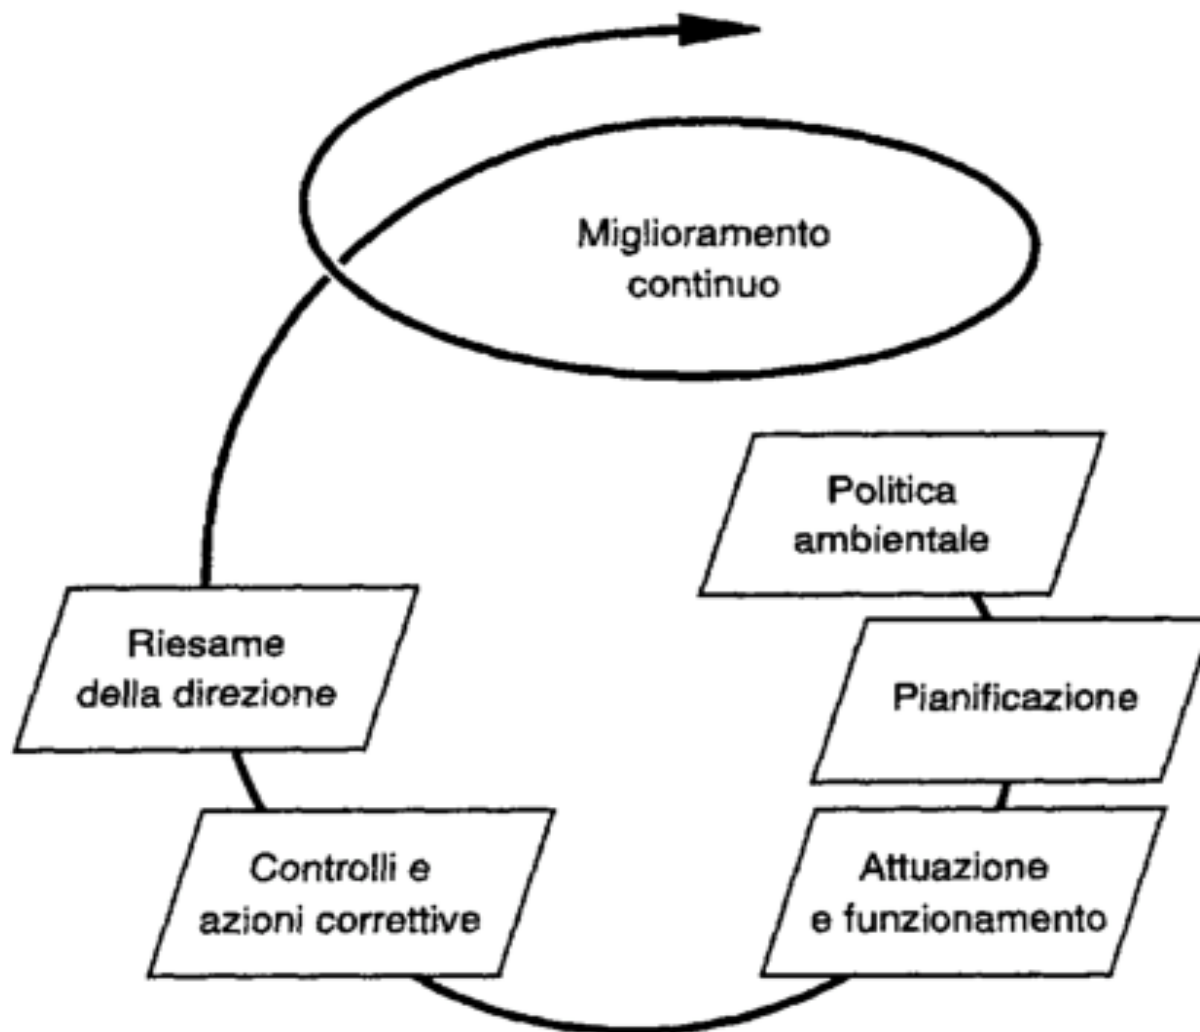 Miglioramento
continuo
Politica
ambientale
Pianificazione
Attuazione
e funzionamento
Controlli e
azioni correttive
Riesame
della direzione